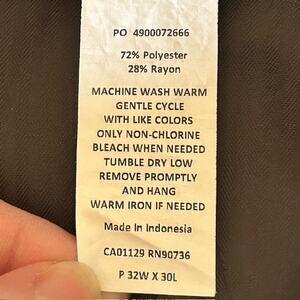 PO 4900072666
72% Polyester
28% Rayon
MACHINE WASH WARM
GENTLE CYCLE
WITH LIKE COLORS
ONLY NON-CHLORINE
BLEACH WHEN NEEDED
TUMBLE DRY LOW
REMOVE PROMPTLY
AND HANG
WARM IRON IF NEEDED
Made In Indonesia
CA01129 RN90736
P 32W X 30L